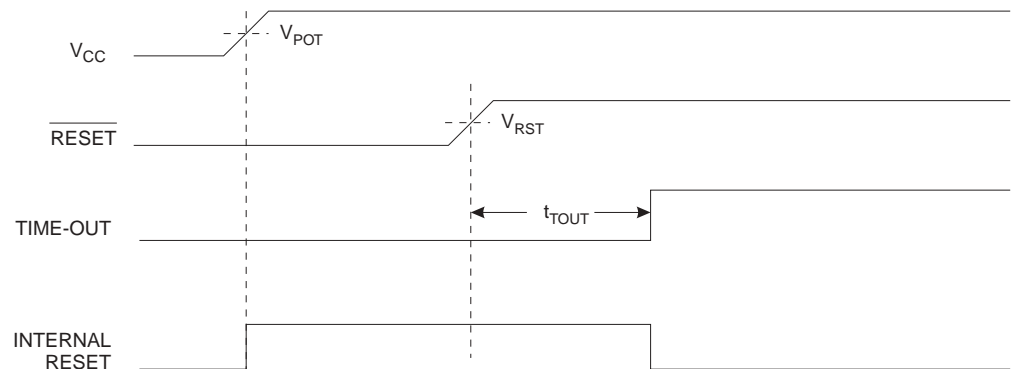 VCC
VPOT
RESET
VRST
TIME-OUT
tTOUT
INTERNAL
RESET